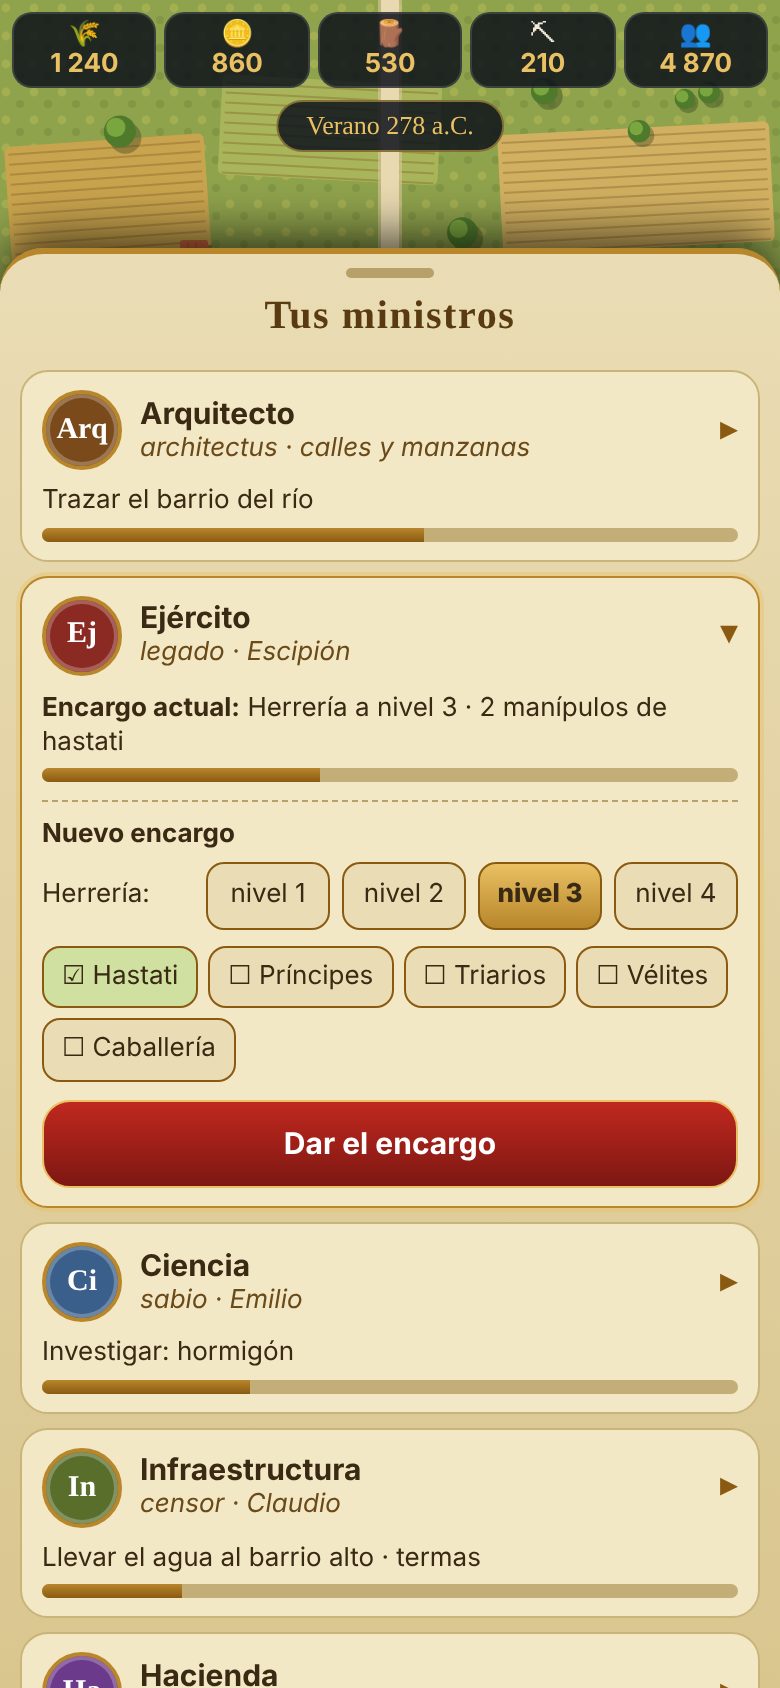 1 240
860
530
210
4 870
Verano 278 a.C.
Tus ministros
Arq
Arquitecto
architectus · calles y manzanas
Trazar el barrio del río
Ej
Ejército
legado · Escipión
Encargo actual: Herrería a nivel 3 · 2 manípulos de
hastati
Nuevo encargo
Herrería: nivel 1 nivel 2 nivel 3 nivel 4
☑ Hastati ☐ Príncipes ☐ Triarios ☐ Vélites
☐ Caballería
Dar el encargo
Ci
Ciencia
sabio · Emilio
Investigar: hormigón
In
Infraestructura
censor · Claudio
Llevar el agua al barrio alto · termas
Ha
Hacienda